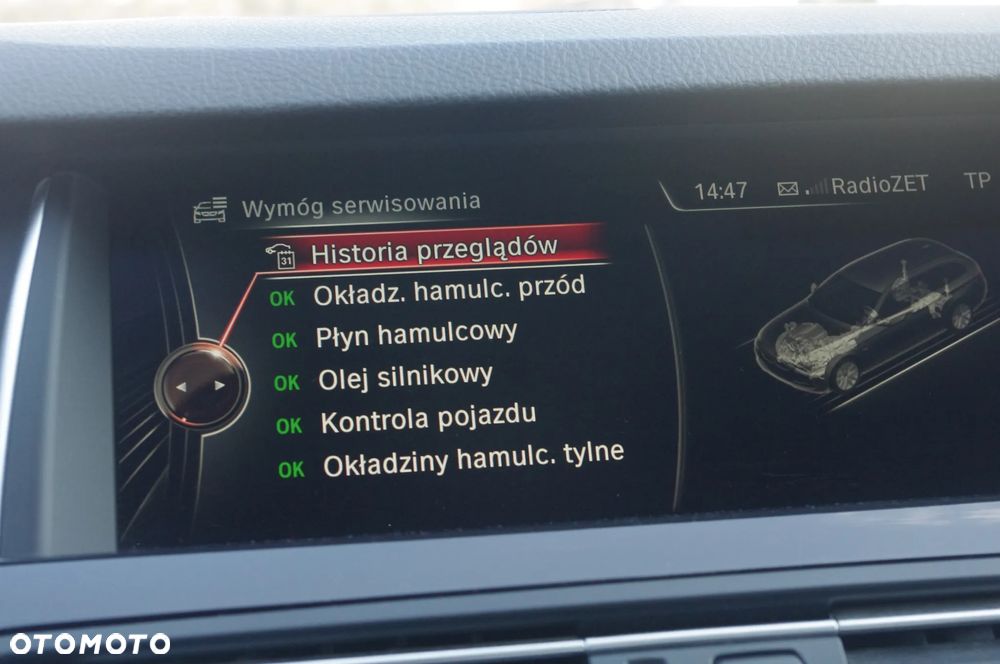 Wymóg serwisowania
14:47 RadioZET TP
31 Historia przeglądów
OK Okładz. hamulc. przód
OK Płyn hamulcowy
OK Olej silnikowy
OK Kontrola pojazdu
OK Okładziny hamulc. tylne
OTOMOTO